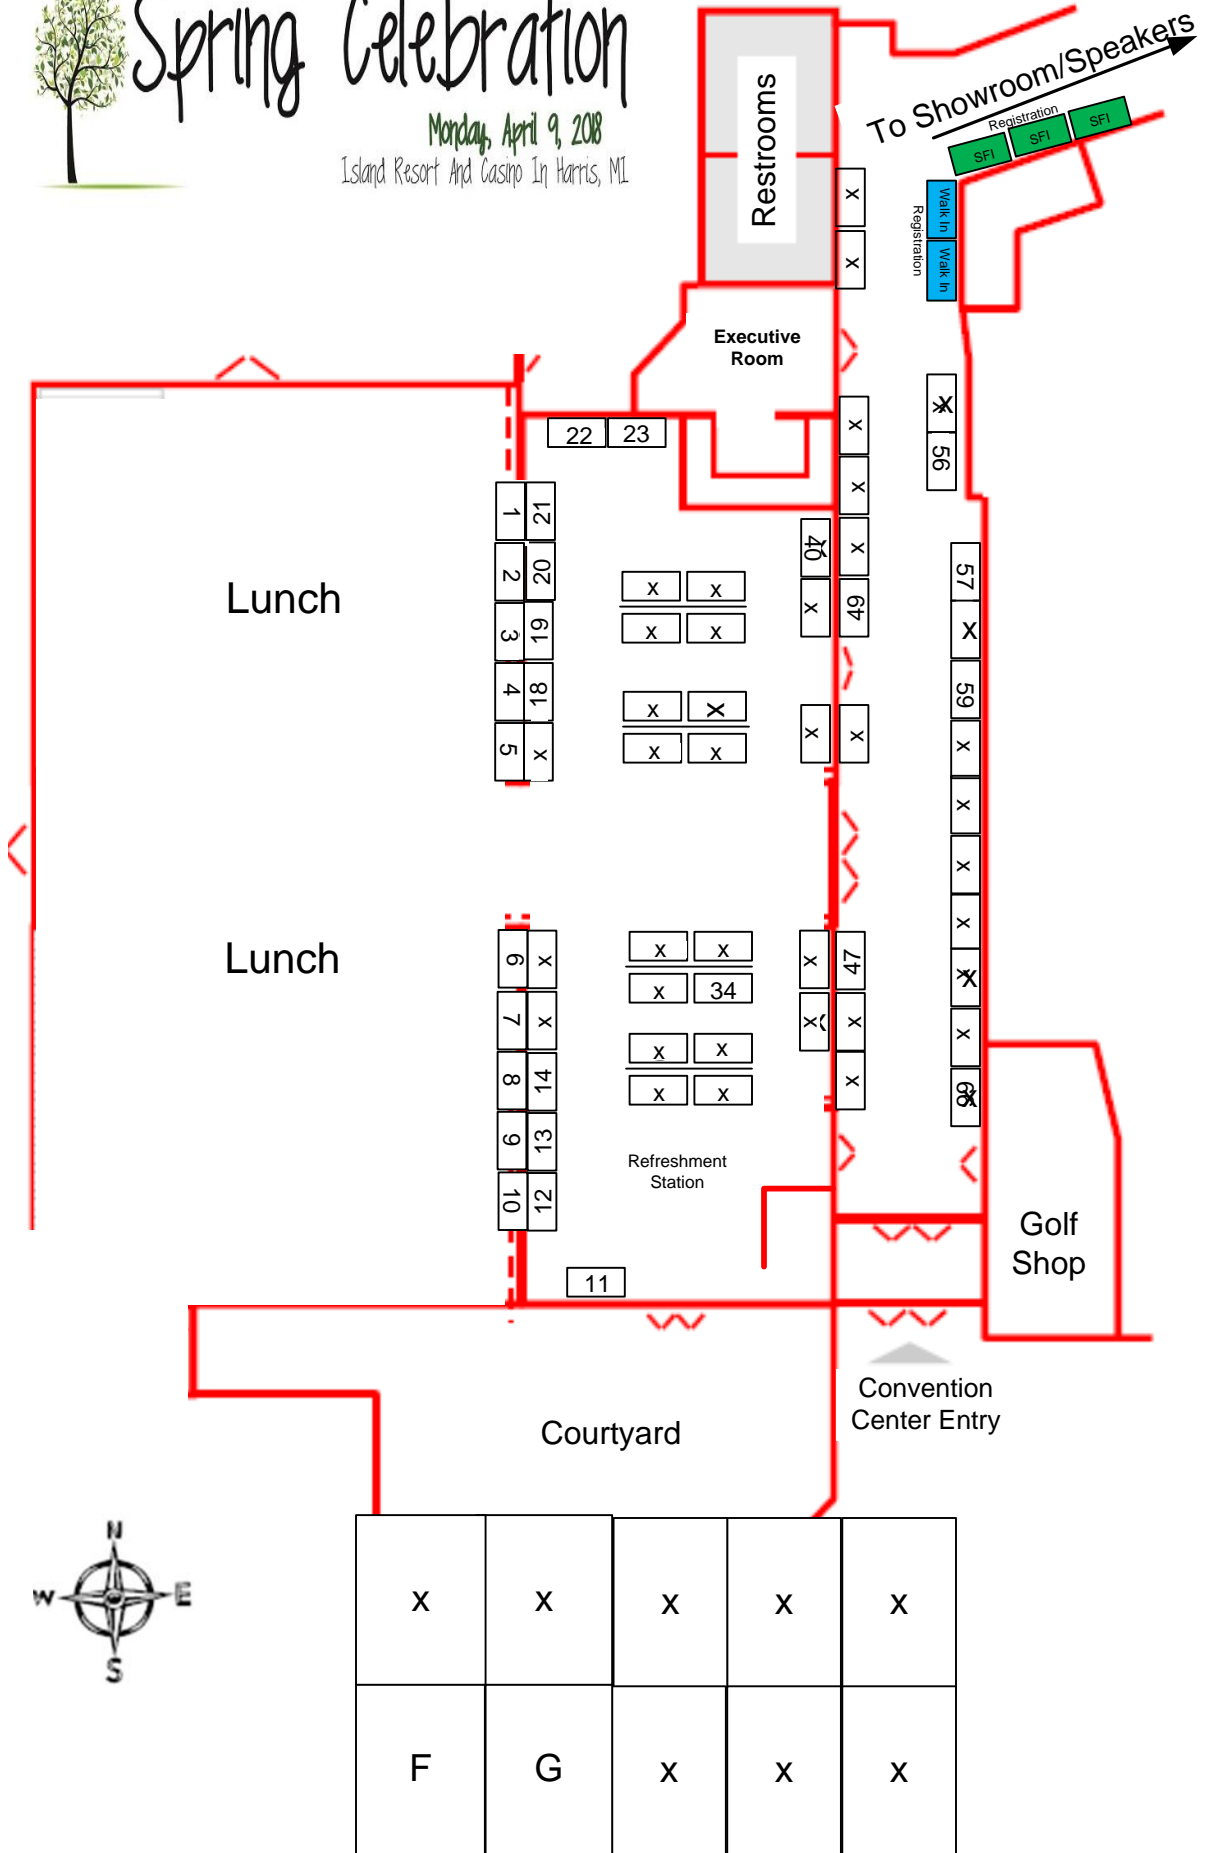 Spring Celebration
Monday, April 9, 2018
Island Resort And Casino In Harris, MI
To Showroom/Speakers
Registration
SFI SFI SFI
Restrooms
Walk In
Walk In
Registration
x
x
Executive
Room
x
x
56
22 23
x
x
x
49
1 21
2 20
3 19
4 18
5 x
40
x
57
x
59
x
x
x
x
x
x
x
66
x
Lunch
x x
x x
x x
x x
x x
Lunch
6 x
7 x
8 14
9 13
10 12
x x
x 34
x x
x x
x
x
47
x
x
Refreshment
Station
11
Golf
Shop
Convention
Center Entry
Courtyard
N
W E
S
x x x x x
F G x x x